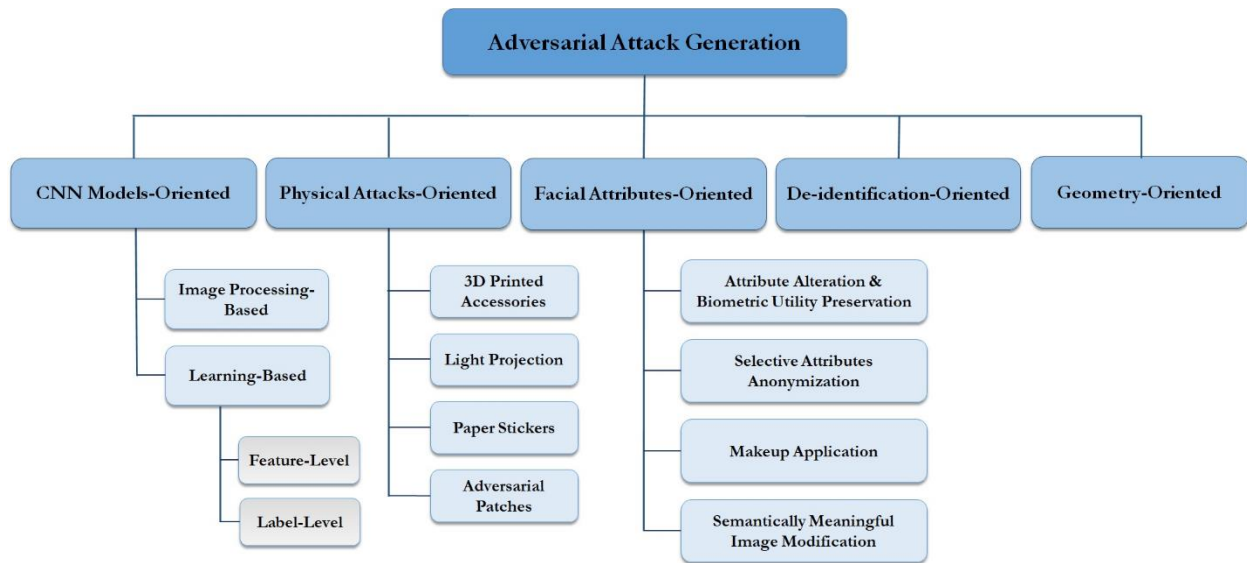 Adversarial Attack Generation
CNN Models-Oriented
Physical Attacks-Oriented
Facial Attributes-Oriented
De-identification-Oriented
Geometry-Oriented
Image Processing-
Based
Learning-Based
Feature-Level
Label-Level
3D Printed
Accessories
Light Projection
Paper Stickers
Adversarial
Patches
Attribute Alteration &
Biometric Utility Preservation
Selective Attributes
Anonymization
Makeup Application
Semantically Meaningful
Image Modification